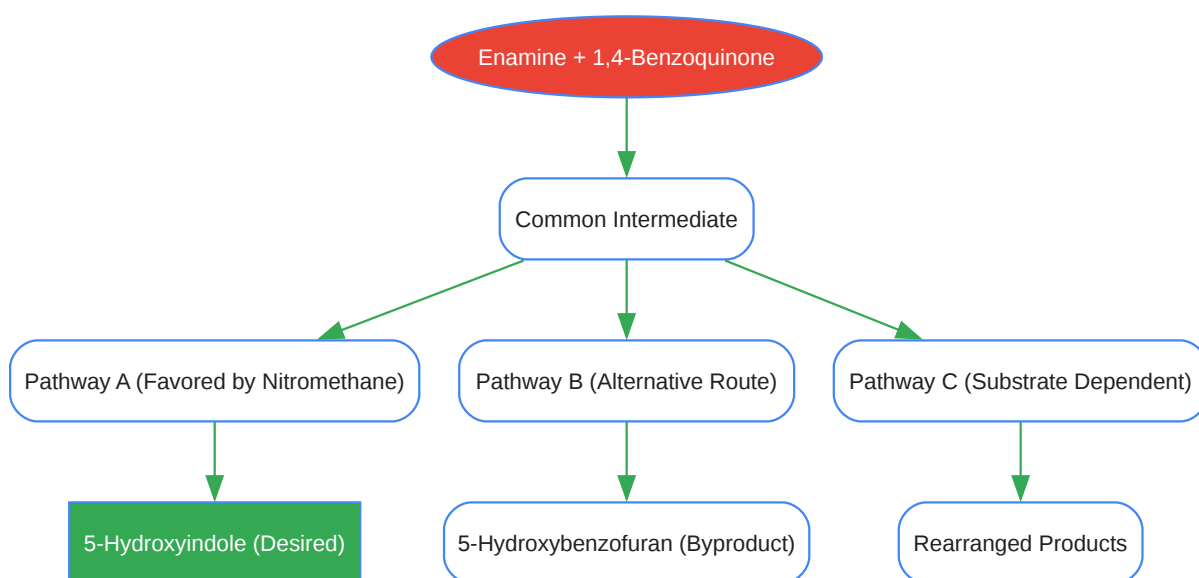 Enamine + 1,4-Benzoquinone
Common Intermediate
Pathway A (Favored by Nitromethane)
Pathway B (Alternative Route)
Pathway C (Substrate Dependent)
5-Hydroxyindole (Desired)
5-Hydroxybenzofuran (Byproduct)
Rearranged Products